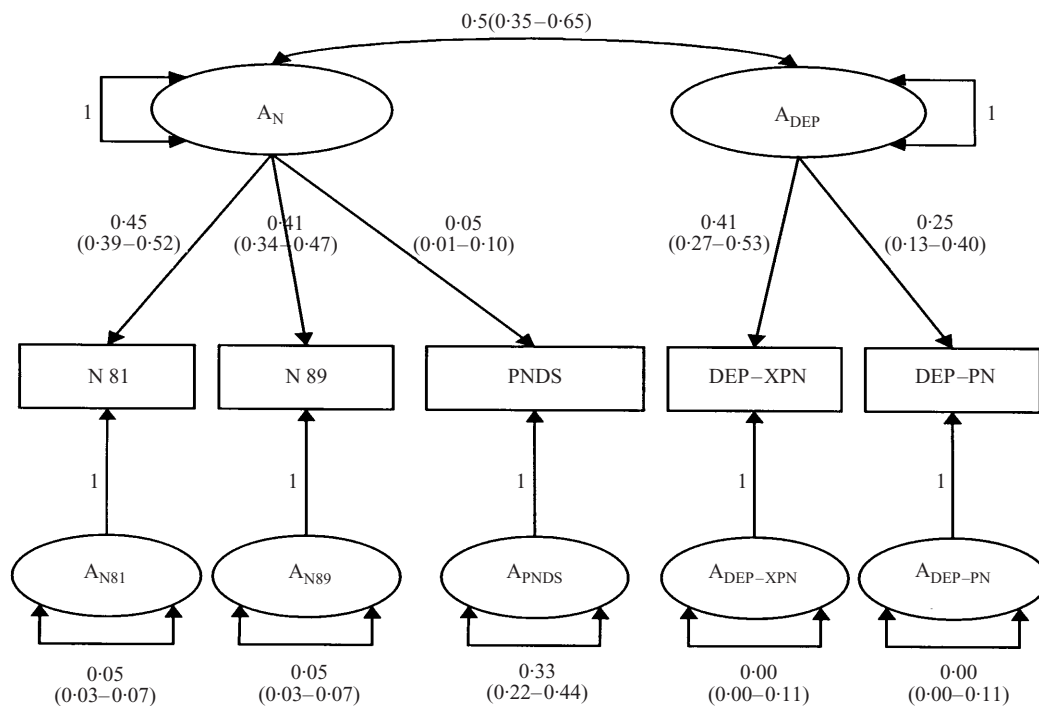 0·5(0·35–0·65)
1
A_N
A_DEP
1
0·45
(0·39–0·52)
0·41
(0·34–0·47)
0·05
(0·01–0·10)
0·41
(0·27–0·53)
0·25
(0·13–0·40)
N 81
N 89
PNDS
DEP–XPN
DEP–PN
1
1
1
1
1
A_N81
A_N89
A_PNDS
A_DEP–XPN
A_DEP–PN
0·05
(0·03–0·07)
0·05
(0·03–0·07)
0·33
(0·22–0·44)
0·00
(0·00–0·11)
0·00
(0·00–0·11)